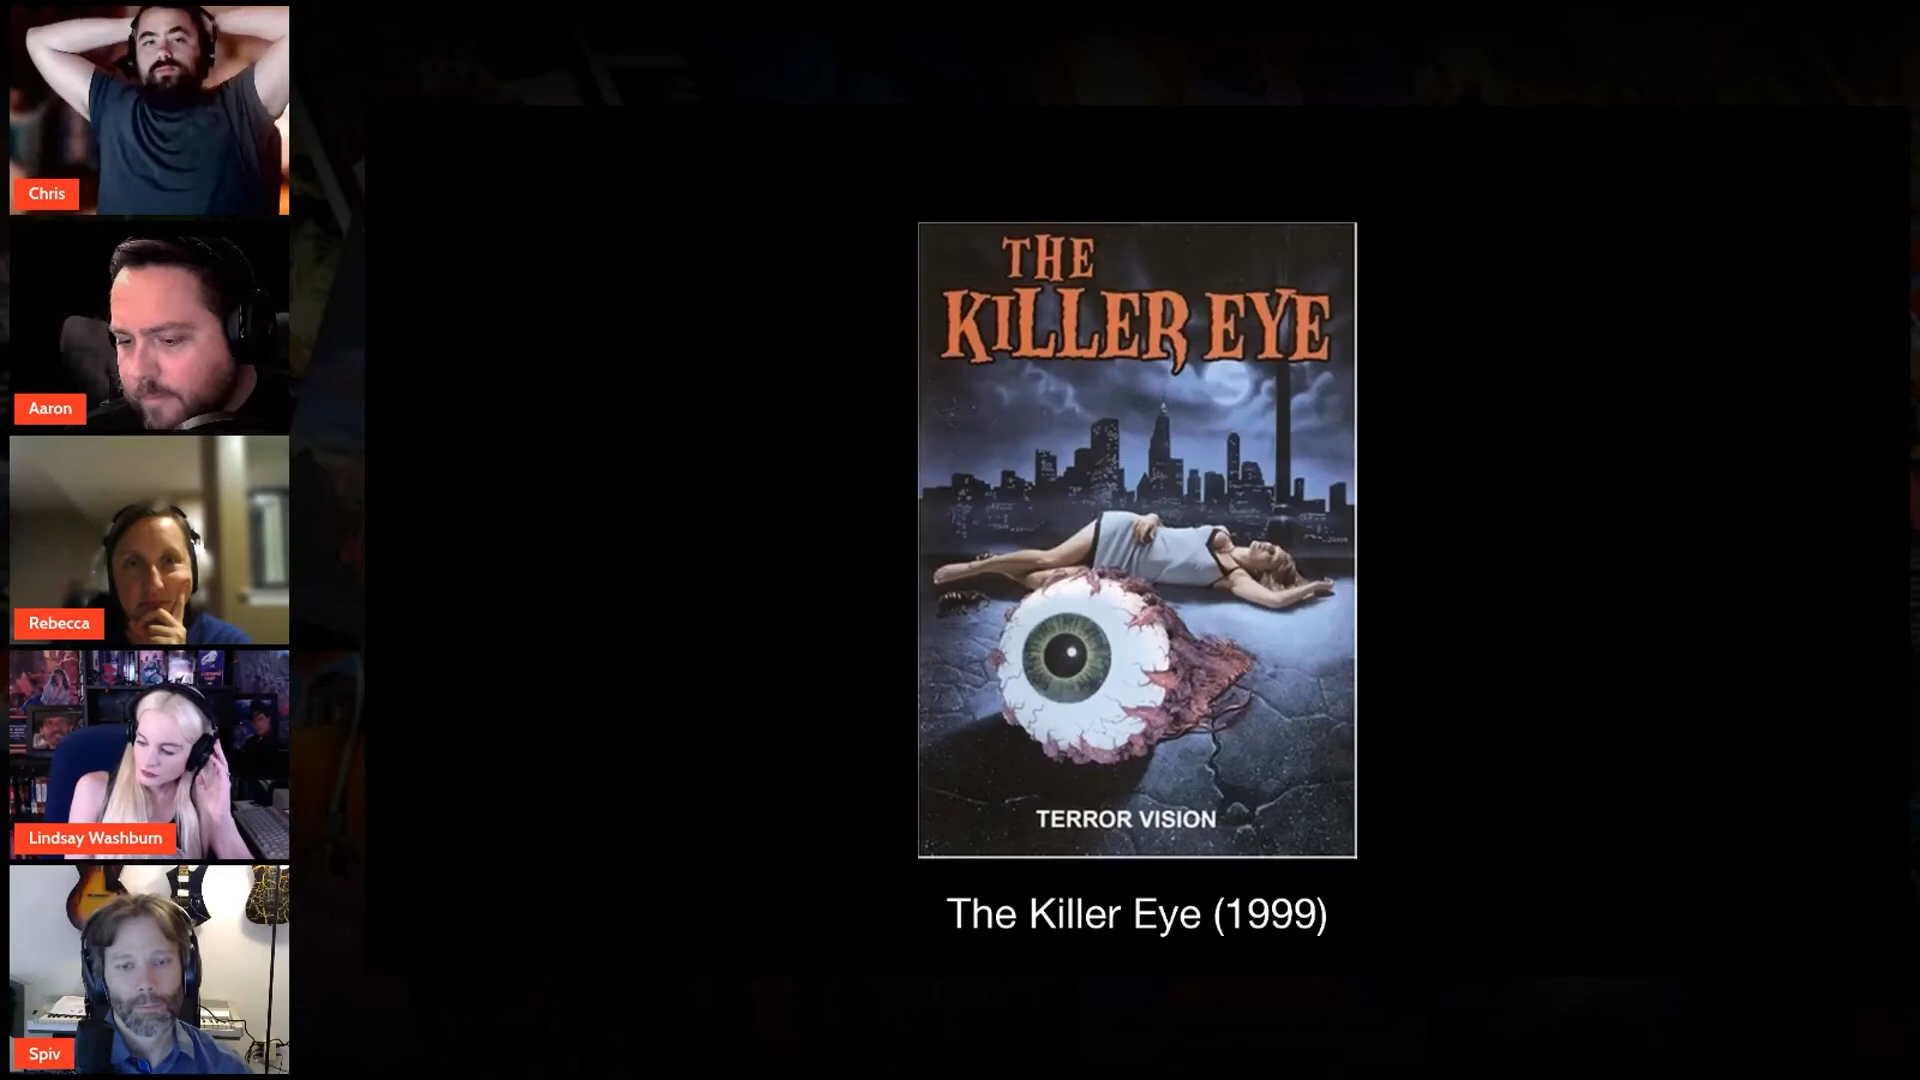 Chris
Aaron
Rebecca
Lindsay Washburn
Spiv
THE
KILLER EYE
TERROR VISION
The Killer Eye (1999)